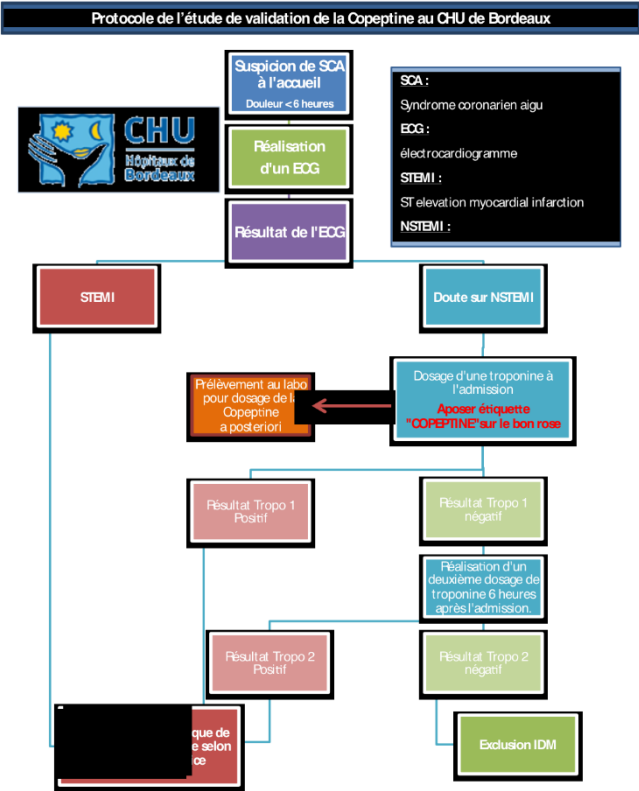 Protocole de l'étude de validation de la Copeptine au CHU de Bordeaux
Suspicion de SCA
à l'accueil
Douleur < 6 heures
SCA :
Syndrome coronarien aigu
ECG :
électrocardiogramme
STEMI :
ST elevation myocardial infarction
NSTEMI :
CHU
Hôpitaux de
Bordeaux
Réalisation
d'un ECG
Résultat de l'ECG
STEMI
Doute sur NSTEMI
Prélèvement au labo
pour dosage de la
Copeptine
a posteriori
Dosage d'une troponine à
l'admission
Aposer étiquette
"COPEPTINE"sur le bon rose
Résultat Tropo 1
Positif
Résultat Tropo 1
négatif
Réalisation d'un
deuxième dosage de
troponine 6 heures
après l'admission.
Résultat Tropo 2
Positif
Résultat Tropo 2
négatif
que de
e selon
ce
Exclusion IDM